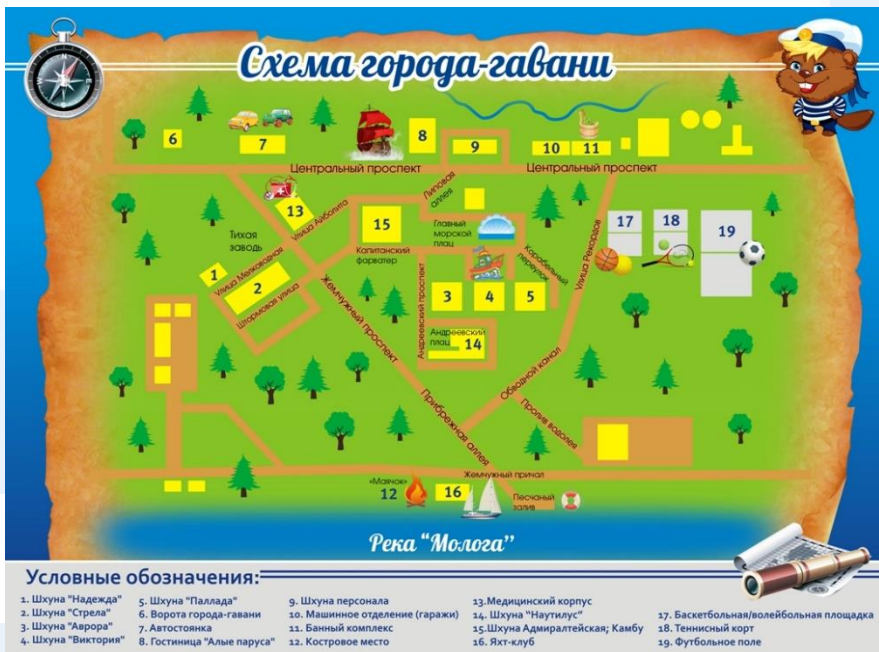 Схема города-гавани
6
7
8
9
10
11
Центральный проспект
Центральный проспект
13
Улица Айболита
Липовая
аллея
Тихая
заводь
15
Главный
морской
плац
17
18
19
Капитанский
фарватер
Корабельный
переулок
Улица Рекордов
1
Улица Мелководная
2
Штормовая улица
Жемчужный проспект
Андреевский проспект
3
4
5
Андреевский
плац
14
Обводной канал
Прибрежная аллея
Пролив водолея
Жемчужный причал
«Маячок»
12
16
Песчаный
залив
Река "Молога"
Условные обозначения:
1. Шхуна "Надежда"
2. Шхуна "Стрела"
3. Шхуна "Аврора"
4. Шхуна "Виктория"
5. Шхуна "Паллада"
6. Ворота города-гавани
7. Автостоянка
8. Гостиница "Алые паруса"
9. Шхуна персонала
10. Машинное отделение (гаражи)
11. Банный комплекс
12. Костровое место
13.Медицинский корпус
14. Шхуна "Наутилус"
15.Шхуна Адмиралтейская; Камбу
16. Яхт-клуб
17. Баскетбольная/волейбольная площадка
18. Теннисный корт
19. Футбольное поле